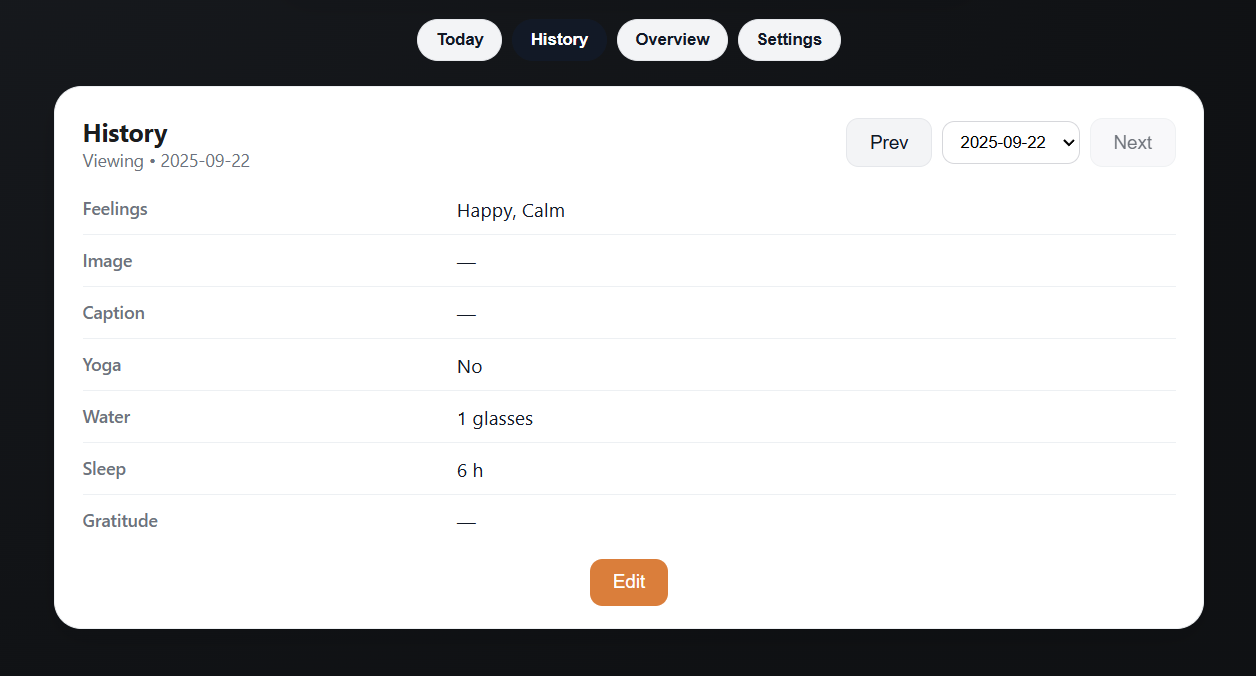 Today History Overview Settings
History
Viewing • 2025-09-22
Prev 2025-09-22 Next
Feelings Happy, Calm
Image —
Caption —
Yoga No
Water 1 glasses
Sleep 6 h
Gratitude —
Edit